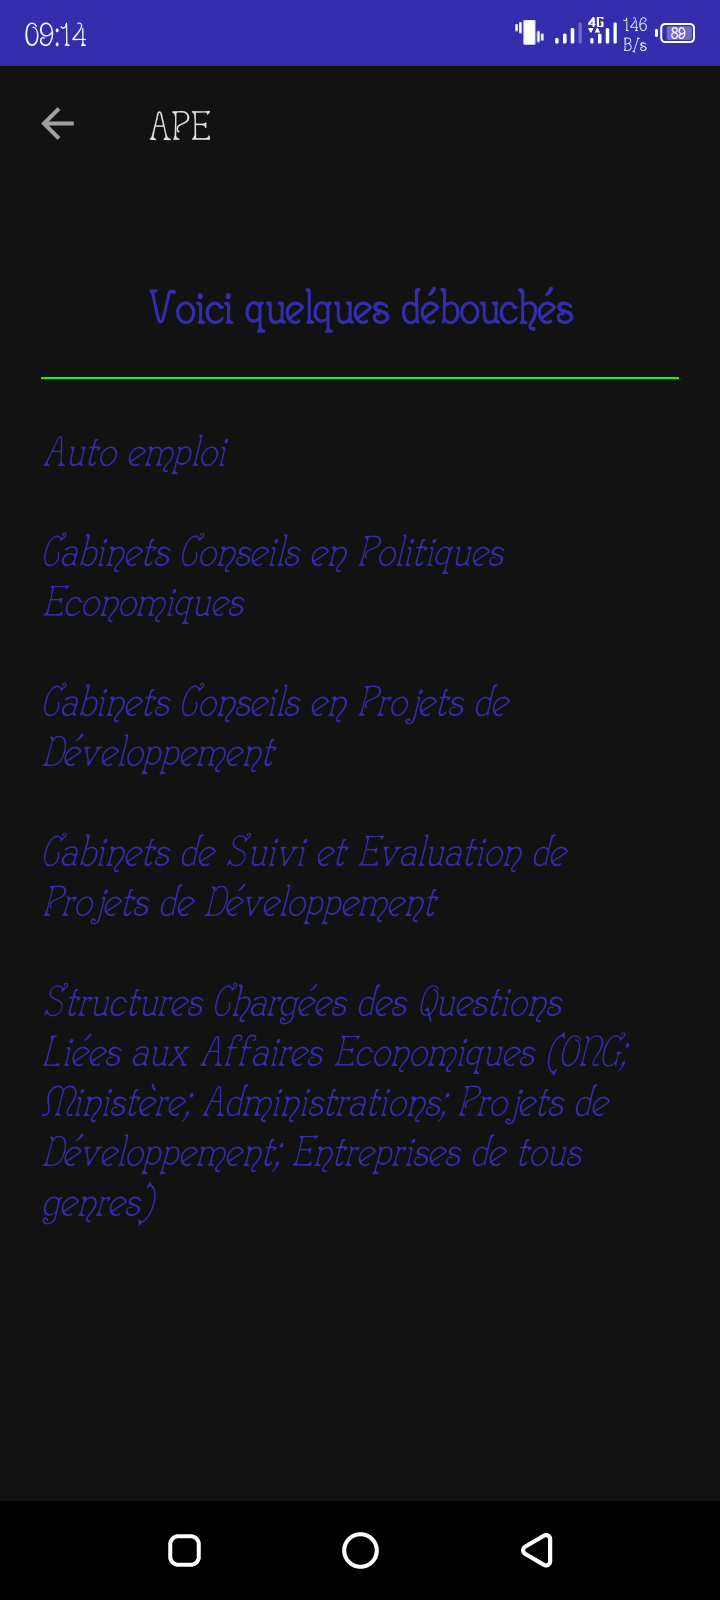 09:14
4G
146
B/s
89
APE
Voici quelques débouchés
Auto emploi
Cabinets Conseils en Politiques
Economiques
Cabinets Conseils en Projets de
Développement
Cabinets de Suivi et Evaluation de
Projets de Développement
Structures Chargées des Questions
Liées aux Affaires Economiques (ONG;
Ministère; Administrations; Projets de
Développement; Entreprises de tous
genres)